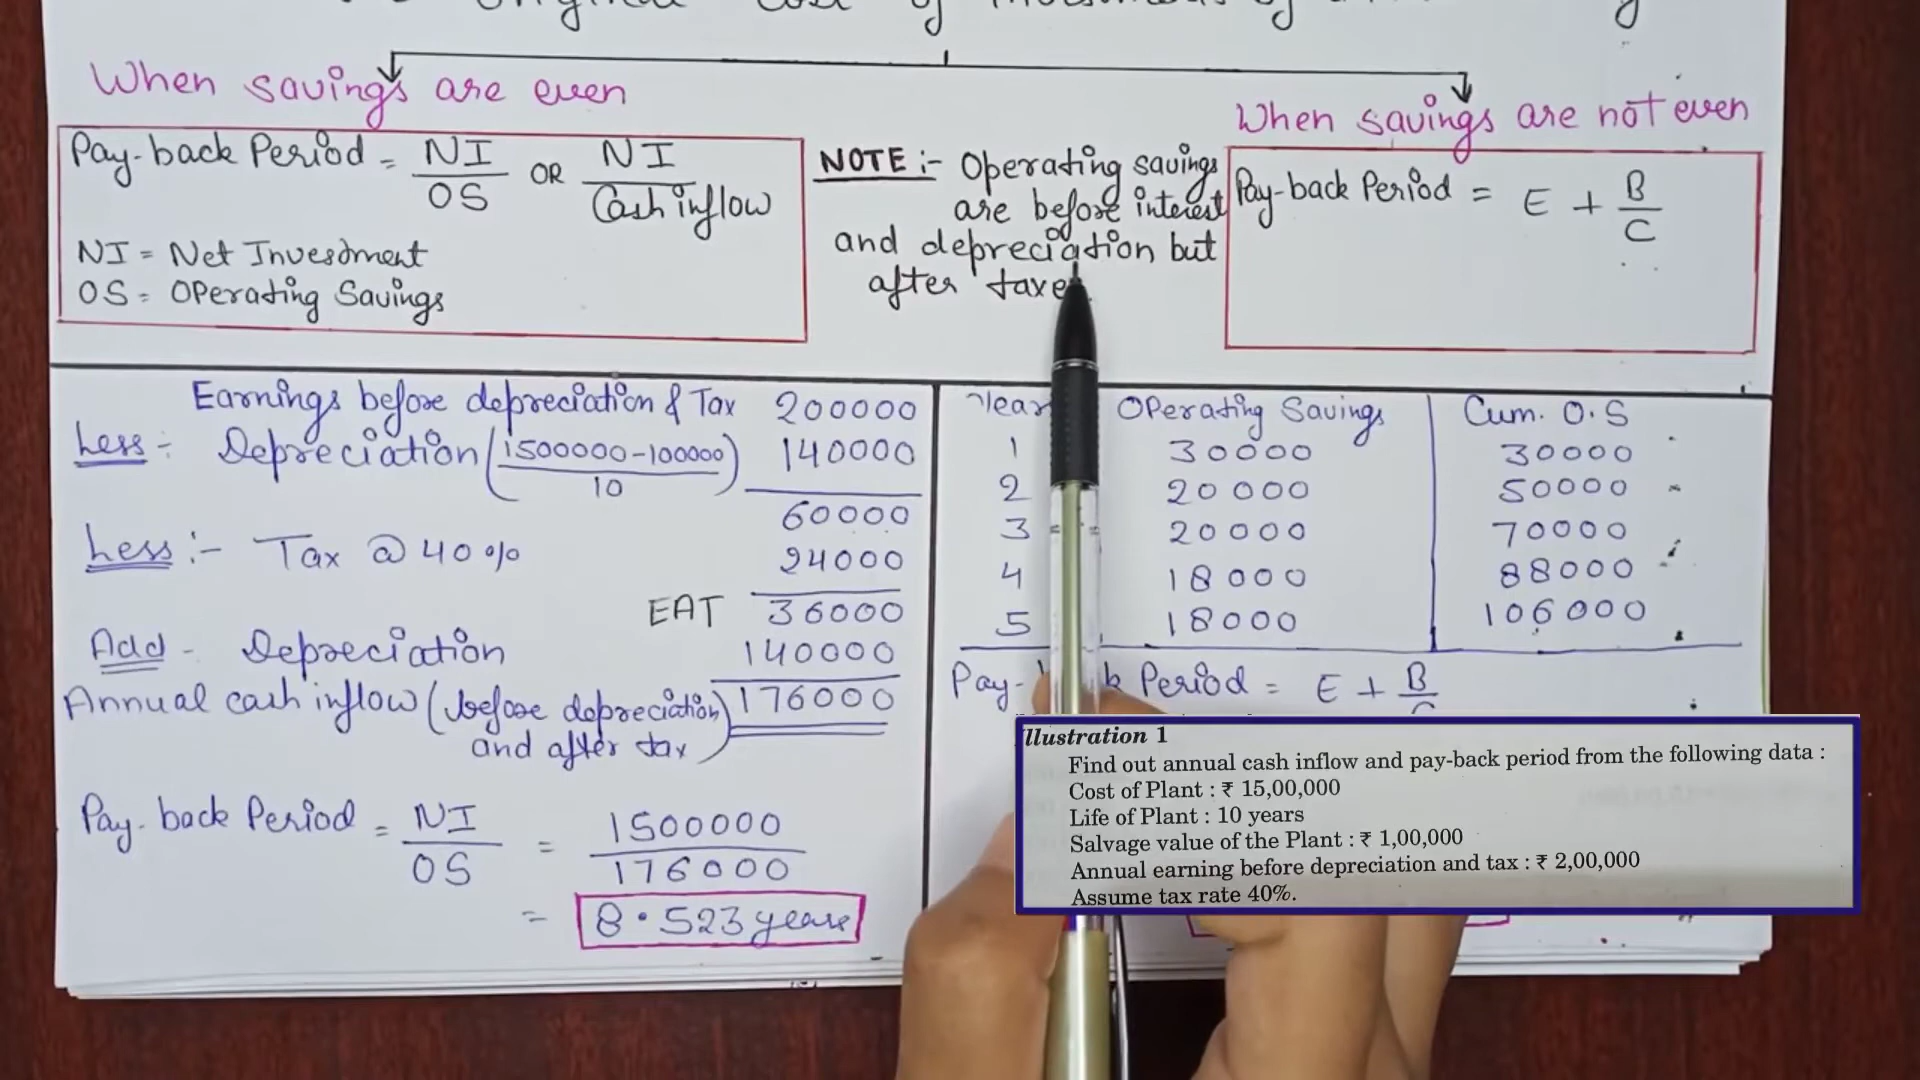 Original Cost of
When savings are even
When savings are not even
Pay-back Period = NI/OS OR NI/Cash inflow
NI = Net Investment
OS = Operating Savings
NOTE :- Operating savings
are before interest
and depreciation but
after taxe
Pay-back Period = E + B/C
Earnings before depreciation & Tax 200000
Less :- Depreciation (1500000-100000/10) 140000
60000
Less :- Tax @ 40% 24000
EAT 36000
Add - Depreciation 140000
Annual cash inflow (before depreciation 176000
and after tax)
Pay-back Period = NI/OS = 1500000/176000
= 8.523 years
Year Operating Savings Cum. O.S
1 30000 30000
2 20000 50000
3 20000 70000
4 18000 88000
5 18000 106000
Pay- k Period = E + B/C
Illustration 1
Find out annual cash inflow and pay-back period from the following data :
Cost of Plant : ₹ 15,00,000
Life of Plant : 10 years
Salvage value of the Plant : ₹ 1,00,000
Annual earning before depreciation and tax : ₹ 2,00,000
Assume tax rate 40%.